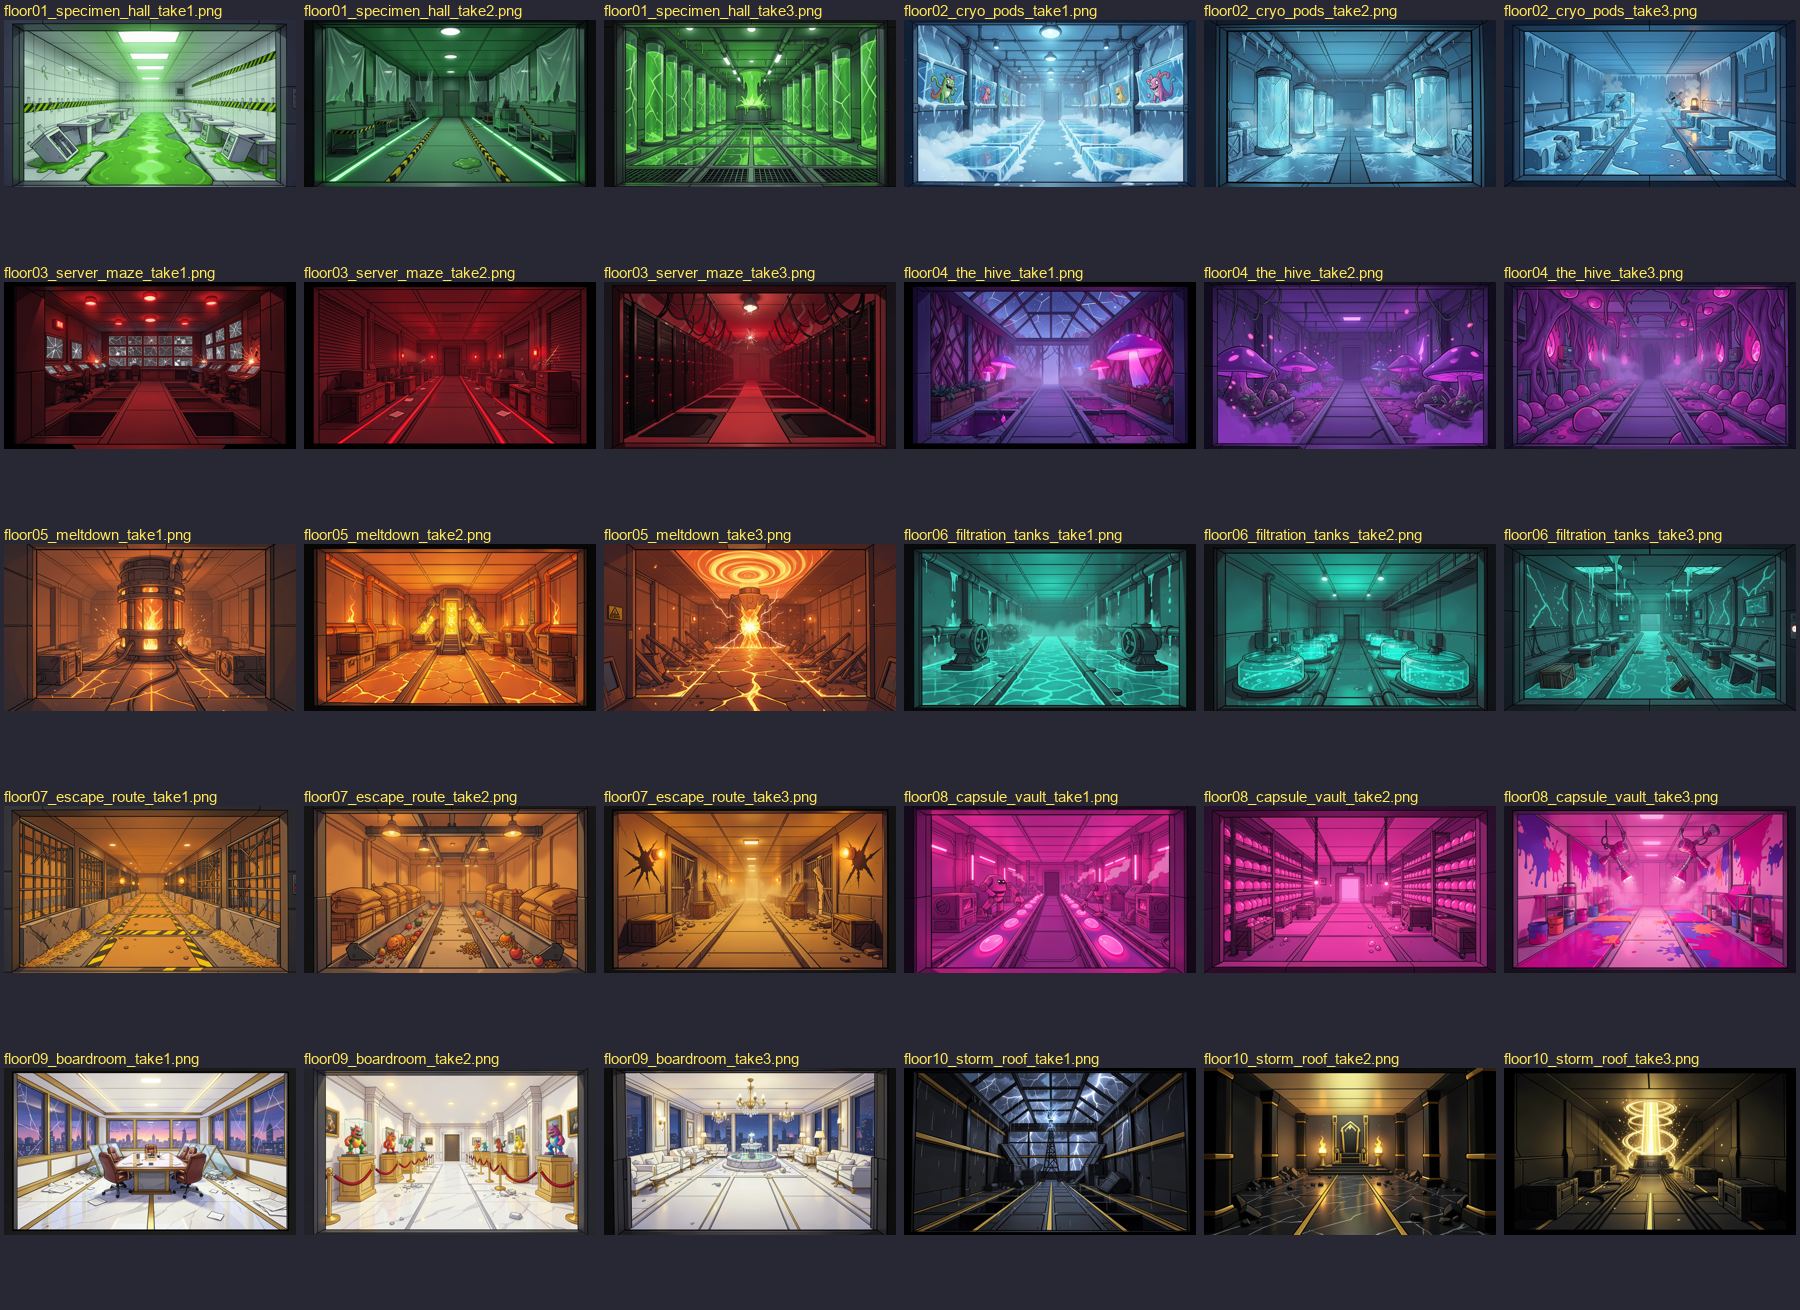 floor01_specimen_hall_take1.png
floor01_specimen_hall_take2.png
floor01_specimen_hall_take3.png
floor02_cryo_pods_take1.png
floor02_cryo_pods_take2.png
floor02_cryo_pods_take3.png
floor03_server_maze_take1.png
floor03_server_maze_take2.png
floor03_server_maze_take3.png
floor04_the_hive_take1.png
floor04_the_hive_take2.png
floor04_the_hive_take3.png
floor05_meltdown_take1.png
floor05_meltdown_take2.png
floor05_meltdown_take3.png
floor06_filtration_tanks_take1.png
floor06_filtration_tanks_take2.png
floor06_filtration_tanks_take3.png
floor07_escape_route_take1.png
floor07_escape_route_take2.png
floor07_escape_route_take3.png
floor08_capsule_vault_take1.png
floor08_capsule_vault_take2.png
floor08_capsule_vault_take3.png
floor09_boardroom_take1.png
floor09_boardroom_take2.png
floor09_boardroom_take3.png
floor10_storm_roof_take1.png
floor10_storm_roof_take2.png
floor10_storm_roof_take3.png